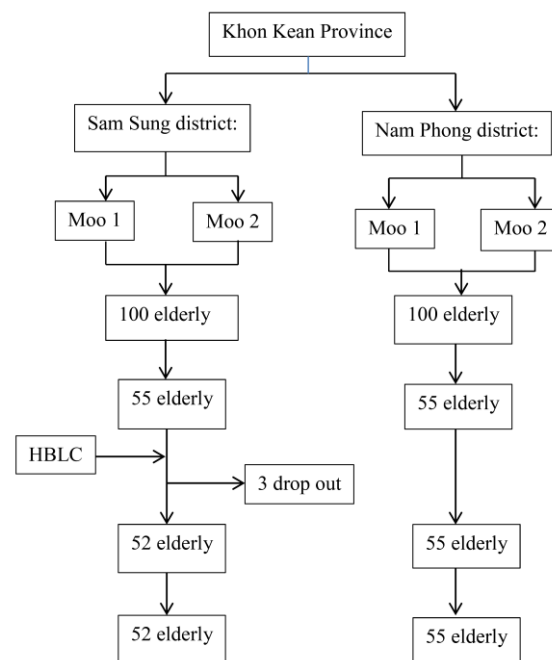 Khon Kean Province
Sam Sung district:
Nam Phong district:
Moo 1
Moo 2
Moo 1
Moo 2
100 elderly
100 elderly
55 elderly
55 elderly
HBLC
3 drop out
52 elderly
55 elderly
52 elderly
55 elderly